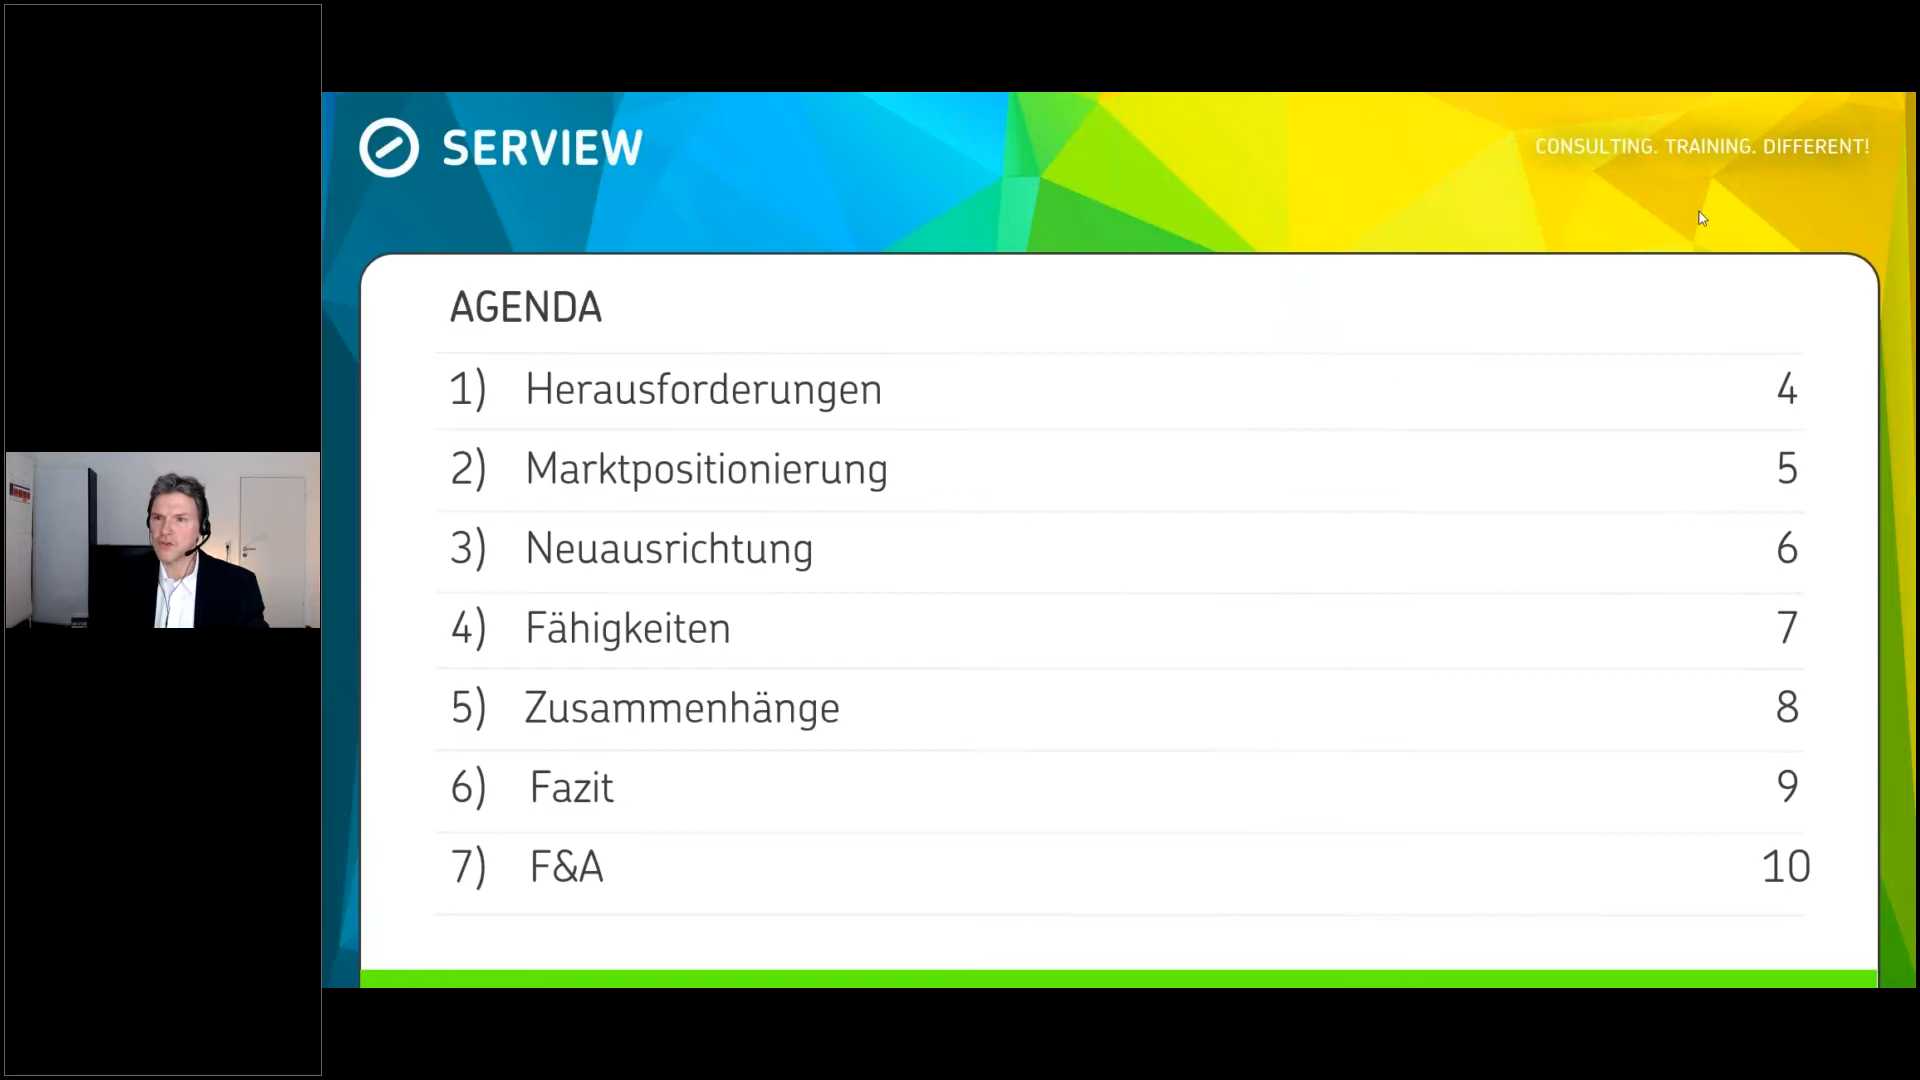 SERVIEW
CONSULTING. TRAINING. DIFFERENT!
AGENDA
1) Herausforderungen 4
2) Marktpositionierung 5
3) Neuausrichtung 6
4) Fähigkeiten 7
5) Zusammenhänge 8
6) Fazit 9
7) F&A 10